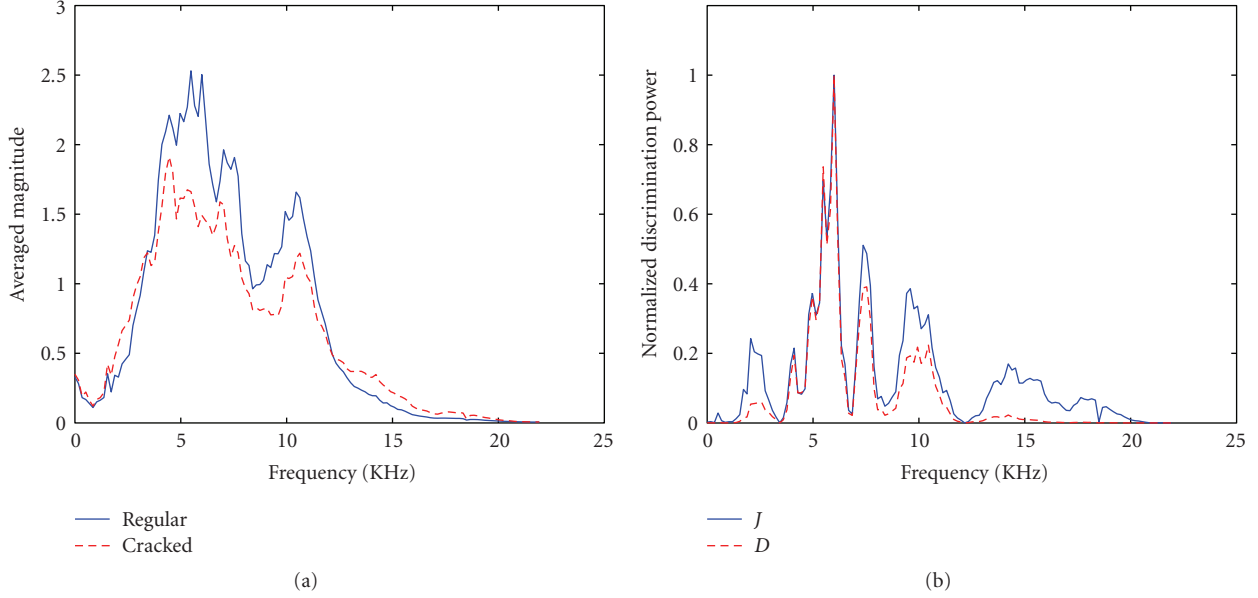 3
2.5
2
1.5
1
0.5
0
Averaged magnitude
0 5 10 15 20 25
Frequency (KHz)
Regular
Cracked
(a)
1
0.8
0.6
0.4
0.2
0
Normalized discrimination power
0 5 10 15 20 25
Frequency (KHz)
J
D
(b)